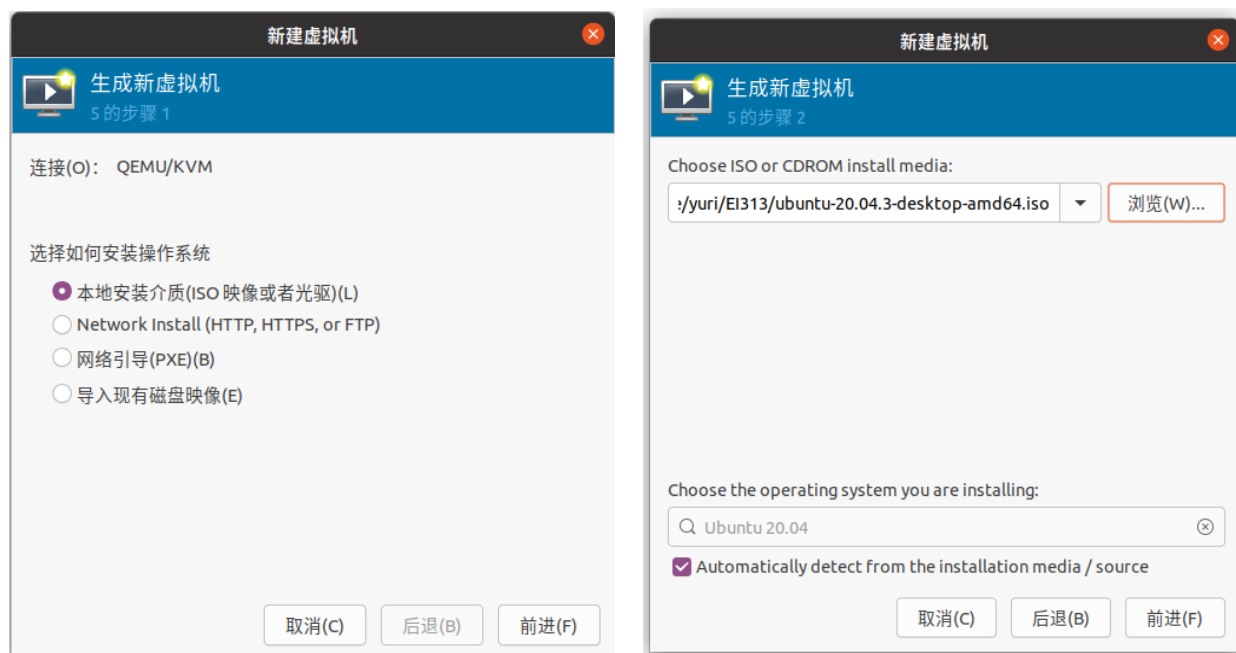 新建虚拟机
生成新虚拟机
5 的步骤 1
连接(O)： QEMU/KVM
选择如何安装操作系统
本地安装介质(ISO 映像或者光驱)(L)
Network Install (HTTP, HTTPS, or FTP)
网络引导(PXE)(B)
导入现有磁盘映像(E)
取消(C) 后退(B) 前进(F)
新建虚拟机
生成新虚拟机
5 的步骤 2
Choose ISO or CDROM install media:
/yuri/EI313/ubuntu-20.04.3-desktop-amd64.iso 浏览(W)...
Choose the operating system you are installing:
Ubuntu 20.04
Automatically detect from the installation media / source
取消(C) 后退(B) 前进(F)